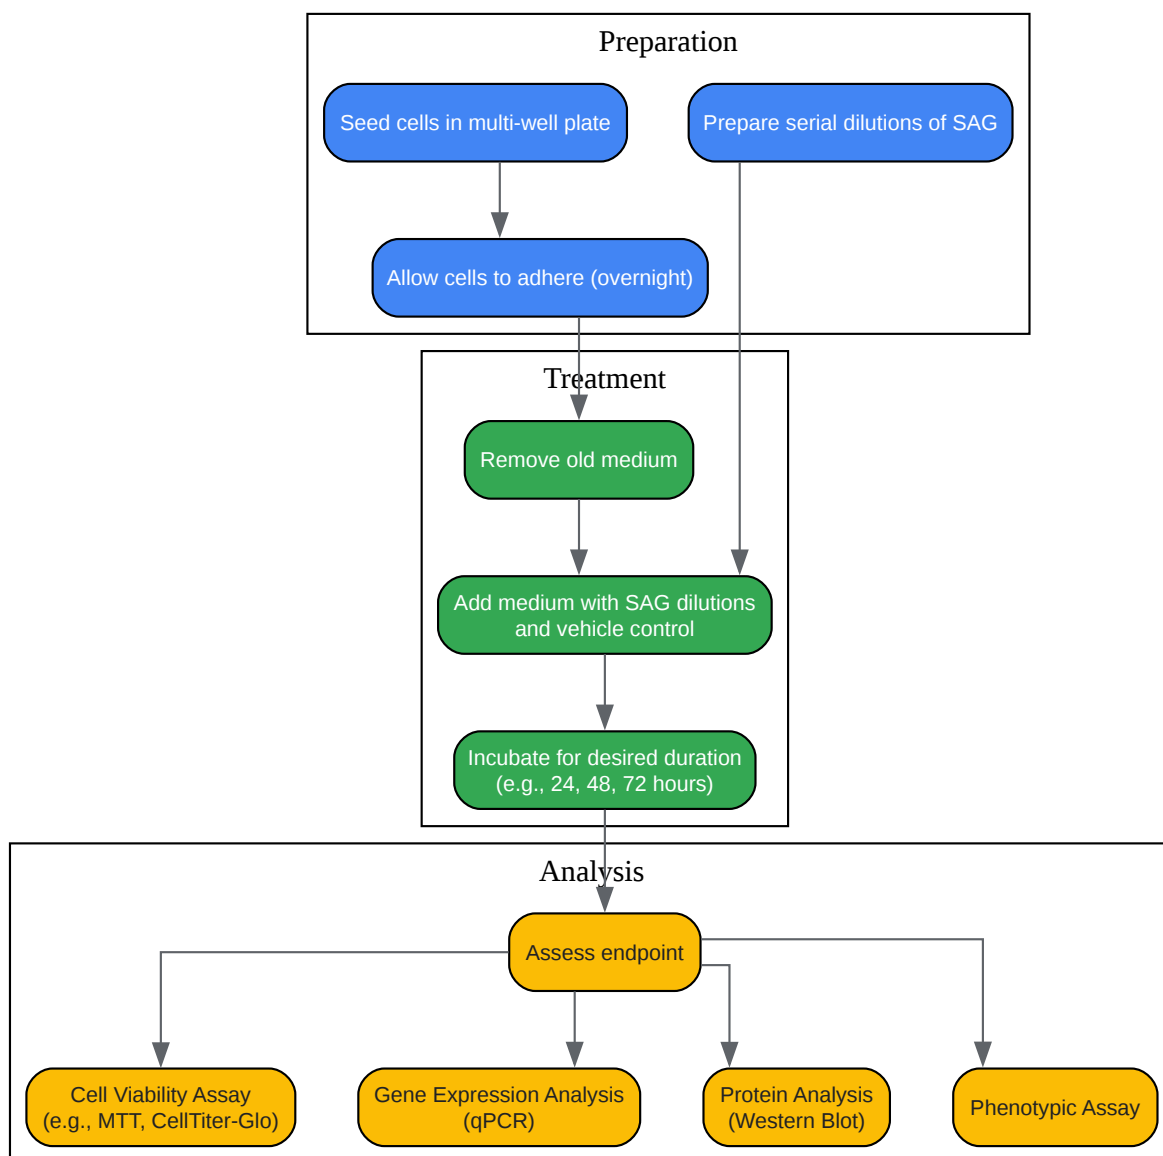 Preparation
Seed cells in multi-well plate
Prepare serial dilutions of SAG
Allow cells to adhere (overnight)
Treatment
Remove old medium
Add medium with SAG dilutions
and vehicle control
Incubate for desired duration
(e.g., 24, 48, 72 hours)
Analysis
Assess endpoint
Cell Viability Assay
(e.g., MTT, CellTiter-Glo)
Gene Expression Analysis
(qPCR)
Protein Analysis
(Western Blot)
Phenotypic Assay